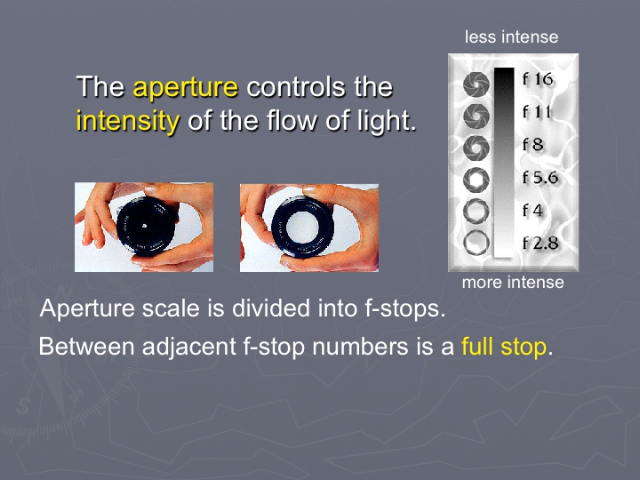 less intense
The aperture controls the
intensity of the flow of light.
f 16
f 11
f 8
f 5.6
f 4
f 2.8
more intense
Aperture scale is divided into f-stops.
Between adjacent f-stop numbers is a full stop.
S